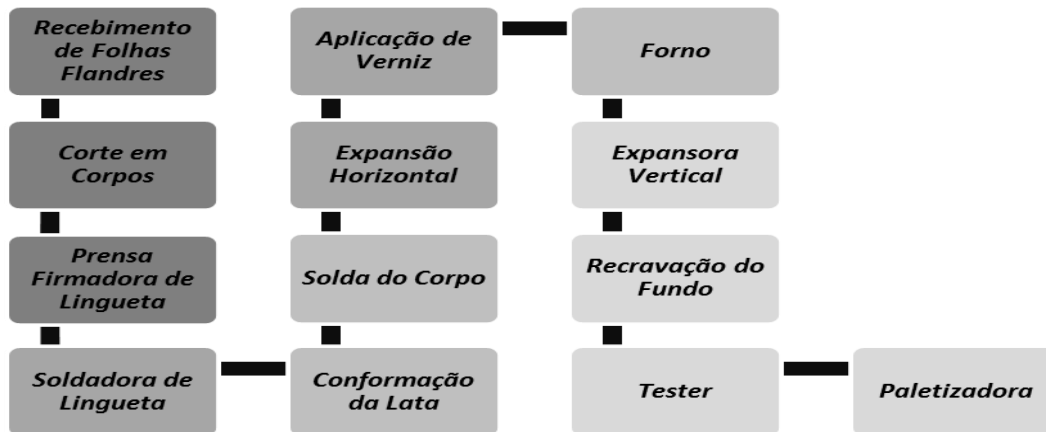 Recebimento
de Folhas
Flandres
Corte em
Corpos
Prensa
Firmadora de
Lingueta
Soldadora de
Lingueta
Conformação
da Lata
Solda do Corpo
Expansão
Horizontal
Aplicação de
Verniz
Forno
Expansora
Vertical
Recravação do
Fundo
Tester
Paletizadora